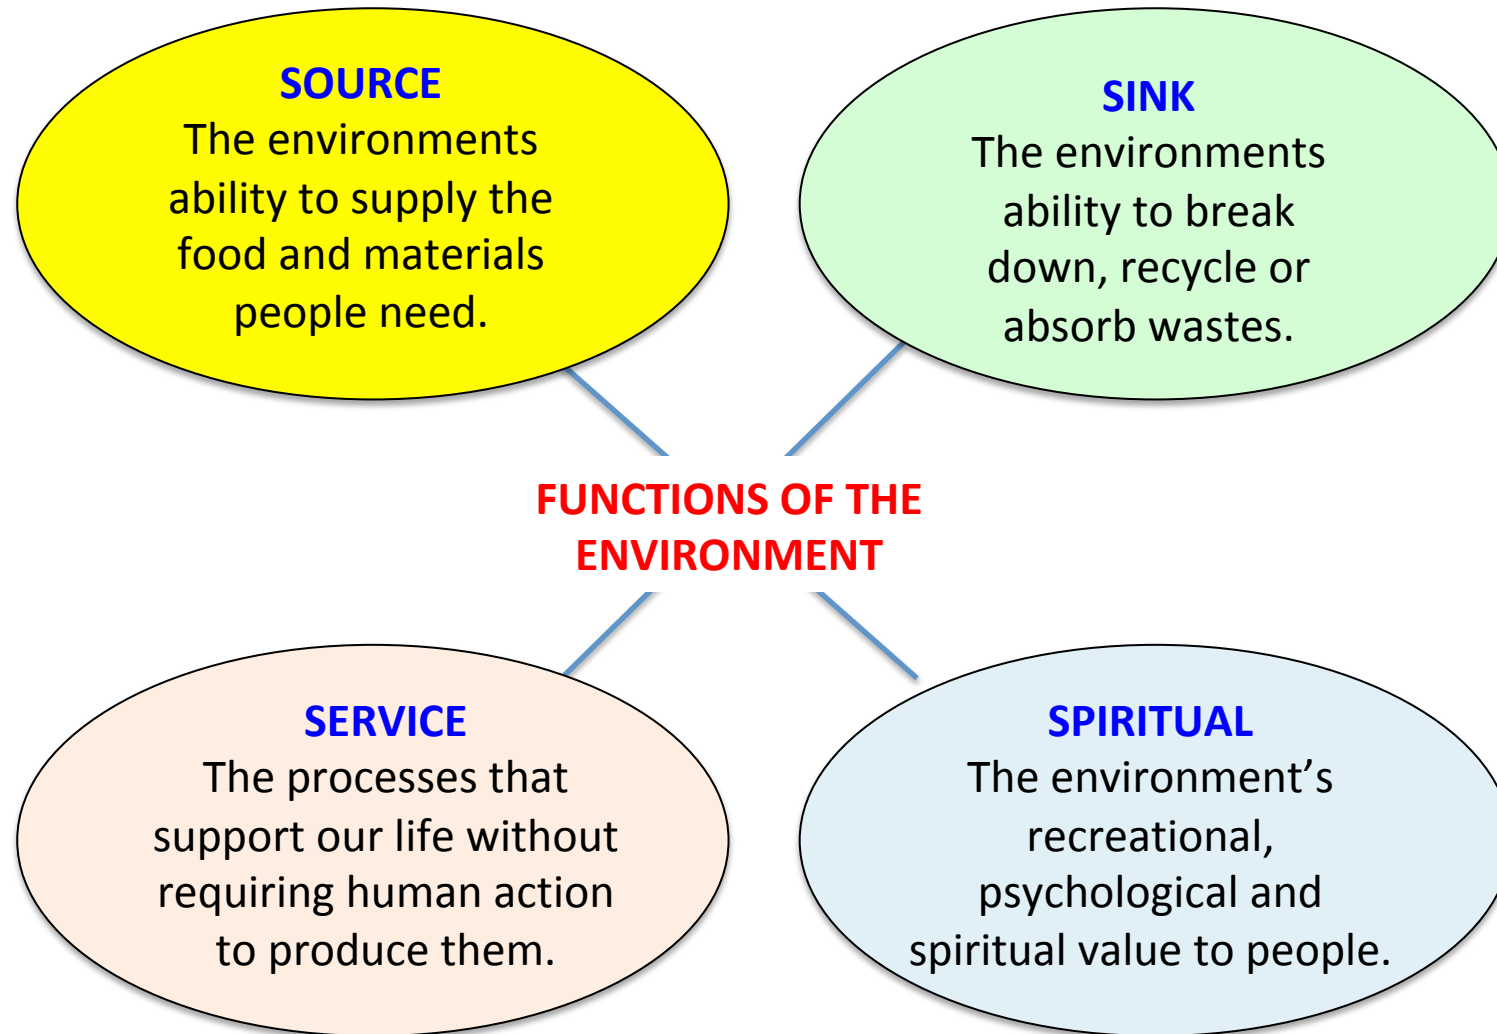 SOURCE
The environments
ability to supply the
food and materials
people need.
SINK
The environments
ability to break
down, recycle or
absorb wastes.
FUNCTIONS OF THE
ENVIRONMENT
SERVICE
The processes that
support our life without
requiring human action
to produce them.
SPIRITUAL
The environment’s
recreational,
psychological and
spiritual value to people.